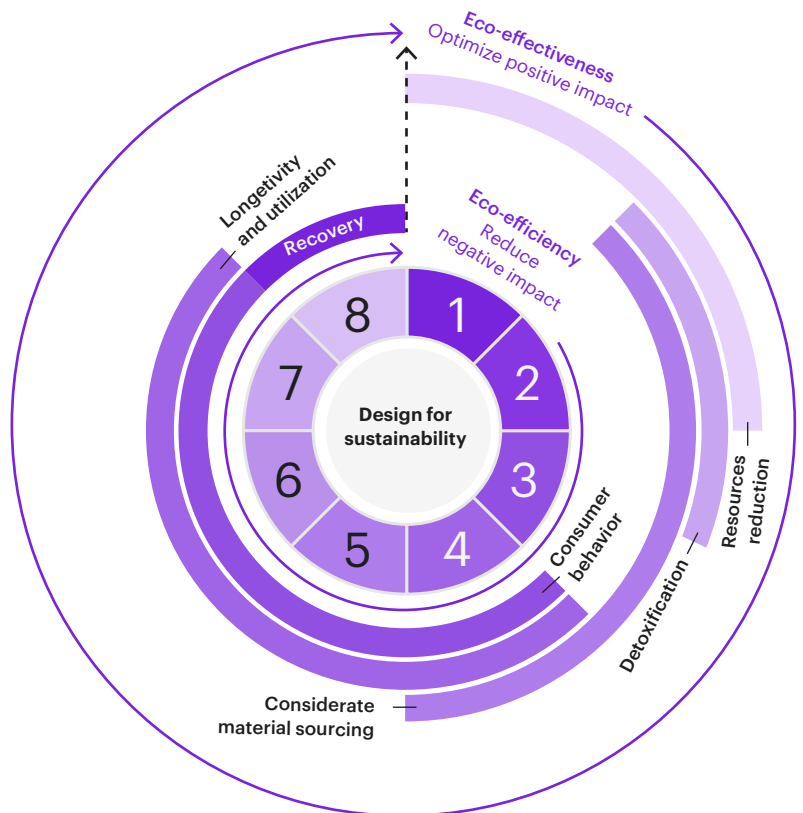 Eco-effectiveness
Optimize positive impact
Longetivity
and utilization
Recovery
Eco-efficiency
Reduce
negative impact
8
1
7
2
Design for
sustainability
6
3
5
4
Consumer
behavior
Resources
reduction
Detoxification
Considerate
material sourcing